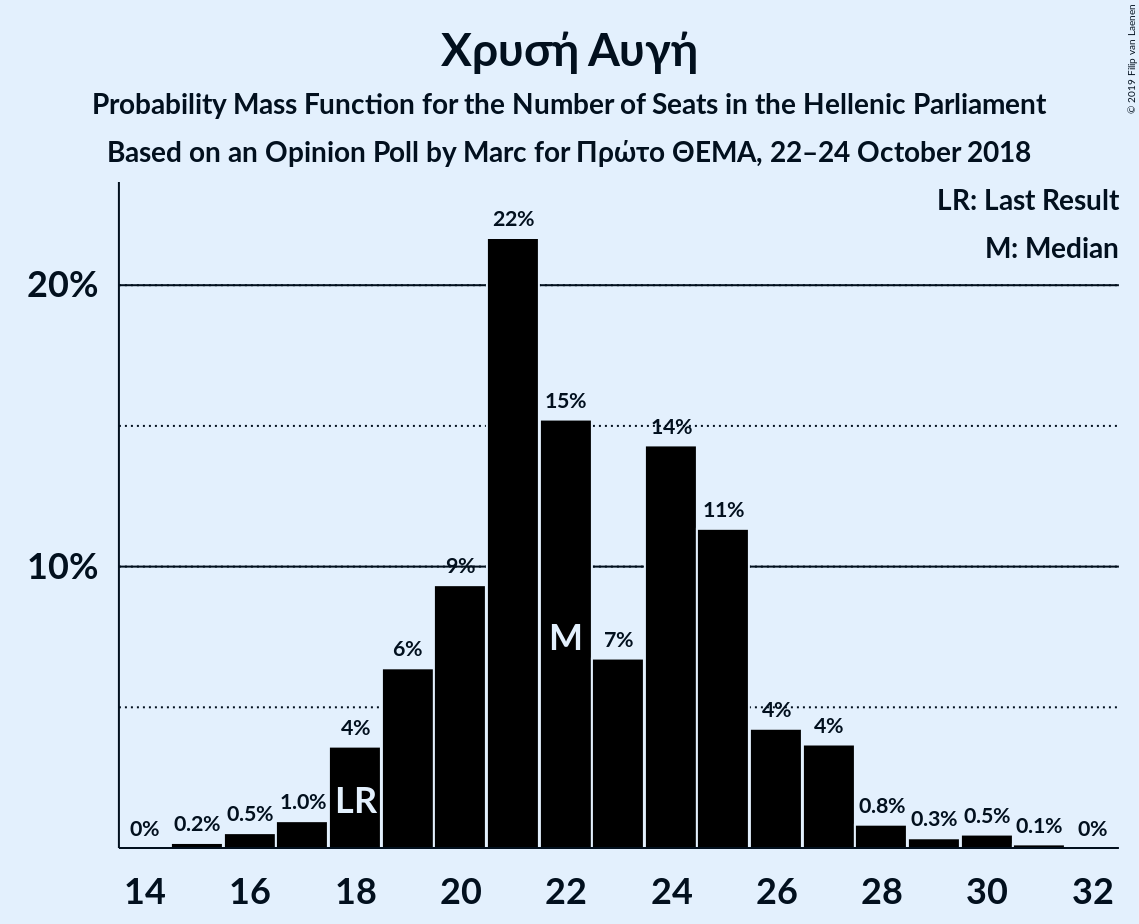 © 2019 Filip van Laenen
Χρυσή Αυγή
Probability Mass Function for the Number of Seats in the Hellenic Parliament
Based on an Opinion Poll by Marc for Πρώτο ΘΕΜΑ, 22–24 October 2018
LR: Last Result
M: Median
20%
10%
0%
0.2%
0.5%
1.0%
4%
6%
9%
22%
15%
7%
14%
11%
4%
4%
0.8%
0.3%
0.5%
0.1%
0%
LR
M
14 16 18 20 22 24 26 28 30 32